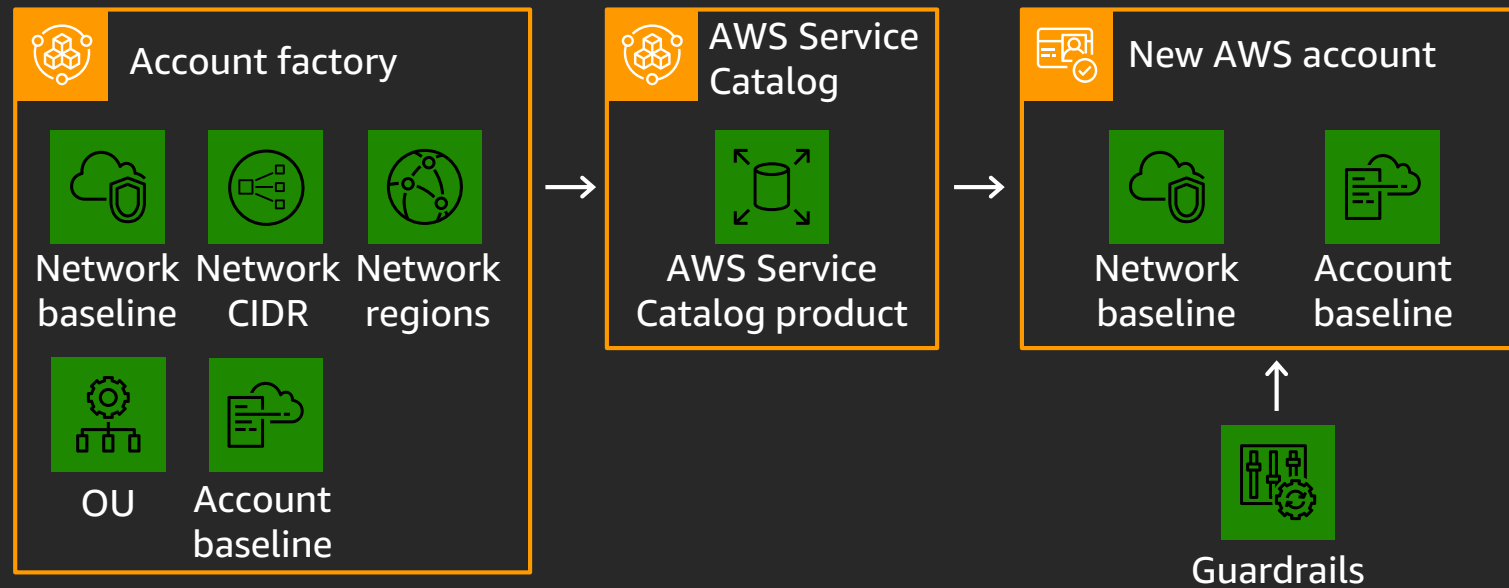 Account factory
Network
baseline
Network
CIDR
Network
regions
OU
Account
baseline
AWS Service
Catalog
AWS Service
Catalog product
New AWS account
Network
baseline
Account
baseline
Guardrails